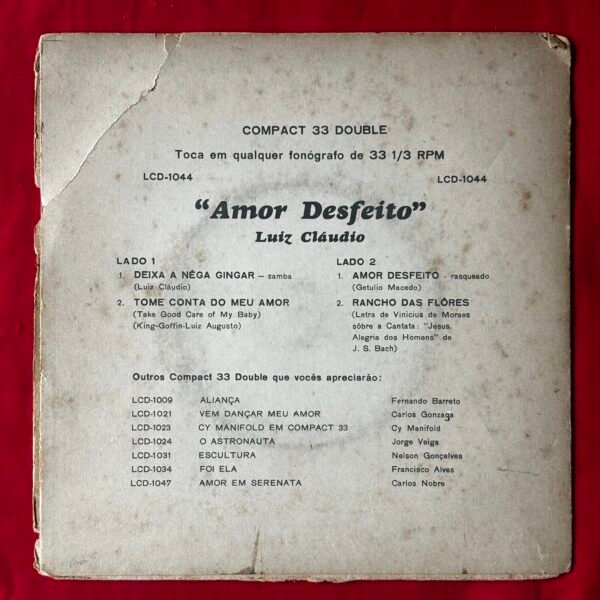 COMPACT 33 DOUBLE
Toca em qualquer fonógrafo de 33 1/3 RPM
LCD-1044 LCD-1044
“Amor Desfeito”
Luiz Cláudio
LADO 1
1. DEIXA A NÊGA GINGAR – samba
(Luiz Cláudio)
2. TOME CONTA DO MEU AMOR
(Take Good Care of My Baby)
(King-Goffin-Luiz Augusto)
LADO 2
1. AMOR DESFEITO - rasqueado
(Getulio Macedo)
2. RANCHO DAS FLÔRES
(Letra de Vinicius de Moraes
sôbre a Cantata: "Jesus,
Alegria dos Homens" de
J. S. Bach)
Outros Compact 33 Double que vocês apreciarão:
LCD-1009 ALIANÇA Fernando Barreto
LCD-1021 VEM DANÇAR MEU AMOR Carlos Gonzaga
LCD-1023 CY MANIFOLD EM COMPACT 33 Cy Manifold
LCD-1024 O ASTRONAUTA Jorge Veiga
LCD-1031 ESCULTURA Nelson Gonçalves
LCD-1034 FOI ELA Francisco Alves
LCD-1047 AMOR EM SERENATA Carlos Nobre